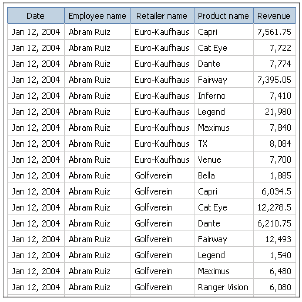 Date Employee name Retailer name Product name Revenue
Jan 12, 2004 Abram Ruiz Euro-Kaufhaus Capri 7,561.75
Jan 12, 2004 Abram Ruiz Euro-Kaufhaus Cat Eye 7,722
Jan 12, 2004 Abram Ruiz Euro-Kaufhaus Dante 7,774
Jan 12, 2004 Abram Ruiz Euro-Kaufhaus Fairway 7,395.05
Jan 12, 2004 Abram Ruiz Euro-Kaufhaus Inferno 7,410
Jan 12, 2004 Abram Ruiz Euro-Kaufhaus Legend 21,980
Jan 12, 2004 Abram Ruiz Euro-Kaufhaus Maximus 7,840
Jan 12, 2004 Abram Ruiz Euro-Kaufhaus TX 8,084
Jan 12, 2004 Abram Ruiz Euro-Kaufhaus Venue 7,700
Jan 12, 2004 Abram Ruiz Golfverein Bella 1,885
Jan 12, 2004 Abram Ruiz Golfverein Capri 6,034.5
Jan 12, 2004 Abram Ruiz Golfverein Cat Eye 12,278.5
Jan 12, 2004 Abram Ruiz Golfverein Dante 6,210.75
Jan 12, 2004 Abram Ruiz Golfverein Fairway 12,493
Jan 12, 2004 Abram Ruiz Golfverein Legend 1,540
Jan 12, 2004 Abram Ruiz Golfverein Maximus 6,480
Jan 12, 2004 Abram Ruiz Golfverein Ranger Vision 6,080